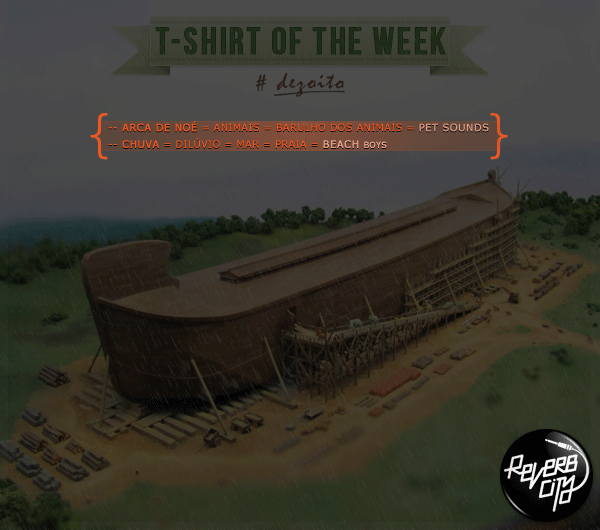 T-SHIRT OF THE WEEK
# dezoito
-- ARCA DE NOÉ = ANIMAIS = BARULHO DOS ANIMAIS = PET SOUNDS
-- CHUVA = DILÚVIO = MAR = PRAIA = BEACH BOYS
REVERB
CITY